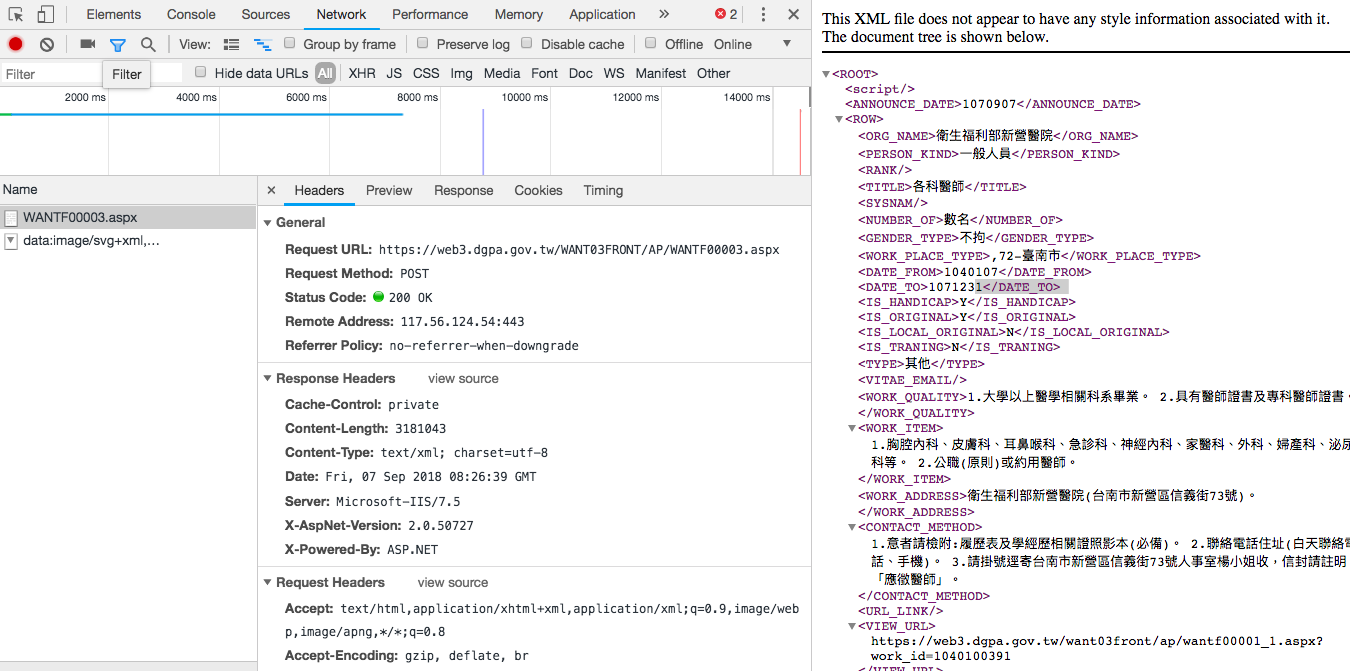 Elements Console Sources Network Performance Memory Application » 2
View: Group by frame Preserve log Disable cache Offline Online
Filter Filter Hide data URLs All XHR JS CSS Img Media Font Doc WS Manifest Other
2000 ms 4000 ms 6000 ms 8000 ms 10000 ms 12000 ms 14000 ms
Name
WANTF00003.aspx
data:image/svg+xml,...
× Headers Preview Response Cookies Timing
General
Request URL: https://web3.dgpa.gov.tw/WANT03FRONT/AP/WANTF00003.aspx
Request Method: POST
Status Code: 200 OK
Remote Address: 117.56.124.54:443
Referrer Policy: no-referrer-when-downgrade
Response Headers view source
Cache-Control: private
Content-Length: 3181043
Content-Type: text/xml; charset=utf-8
Date: Fri, 07 Sep 2018 08:26:39 GMT
Server: Microsoft-IIS/7.5
X-AspNet-Version: 2.0.50727
X-Powered-By: ASP.NET
Request Headers view source
Accept: text/html,application/xhtml+xml,application/xml;q=0.9,image/web
p,image/apng,*/*;q=0.8
Accept-Encoding: gzip, deflate, br
This XML file does not appear to have any style information associated with it.
The document tree is shown below.
<ROOT>
<script/>
<ANNOUNCE_DATE>1070907</ANNOUNCE_DATE>
<ROW>
<ORG_NAME>衛生福利部新營醫院</ORG_NAME>
<PERSON_KIND>一般人員</PERSON_KIND>
<RANK/>
<TITLE>各科醫師</TITLE>
<SYSNAM/>
<NUMBER_OF>數名</NUMBER_OF>
<GENDER_TYPE>不拘</GENDER_TYPE>
<WORK_PLACE_TYPE>,72-臺南市</WORK_PLACE_TYPE>
<DATE_FROM>1040107</DATE_FROM>
<DATE_TO>1071231</DATE_TO>
<IS_HANDICAP>Y</IS_HANDICAP>
<IS_ORIGINAL>Y</IS_ORIGINAL>
<IS_LOCAL_ORIGINAL>N</IS_LOCAL_ORIGINAL>
<IS_TRANING>N</IS_TRANING>
<TYPE>其他</TYPE>
<VITAE_EMAIL/>
<WORK_QUALITY>1.大學以上醫學相關科系畢業。 2.具有醫師證書及專科醫師證書。
</WORK_QUALITY>
<WORK_ITEM>
1.胸腔內科、皮膚科、耳鼻喉科、急診科、神經內科、家醫科、外科、婦產科、泌尿
科等。 2.公職(原則)或約用醫師。
</WORK_ITEM>
<WORK_ADDRESS>衛生福利部新營醫院(台南市新營區信義街73號)。
</WORK_ADDRESS>
<CONTACT_METHOD>
1.意者請檢附:履歷表及學經歷相關證照影本(必備)。 2.聯絡電話住址(白天聯絡電
話、手機)。 3.請掛號逕寄台南市新營區信義街73號人事室楊小姐收，信封請註明
「應徵醫師」。
</CONTACT_METHOD>
<URL_LINK/>
<VIEW_URL>
https://web3.dgpa.gov.tw/want03front/ap/wantf00001_1.aspx?
work_id=1040100391
</VIEW_URL>